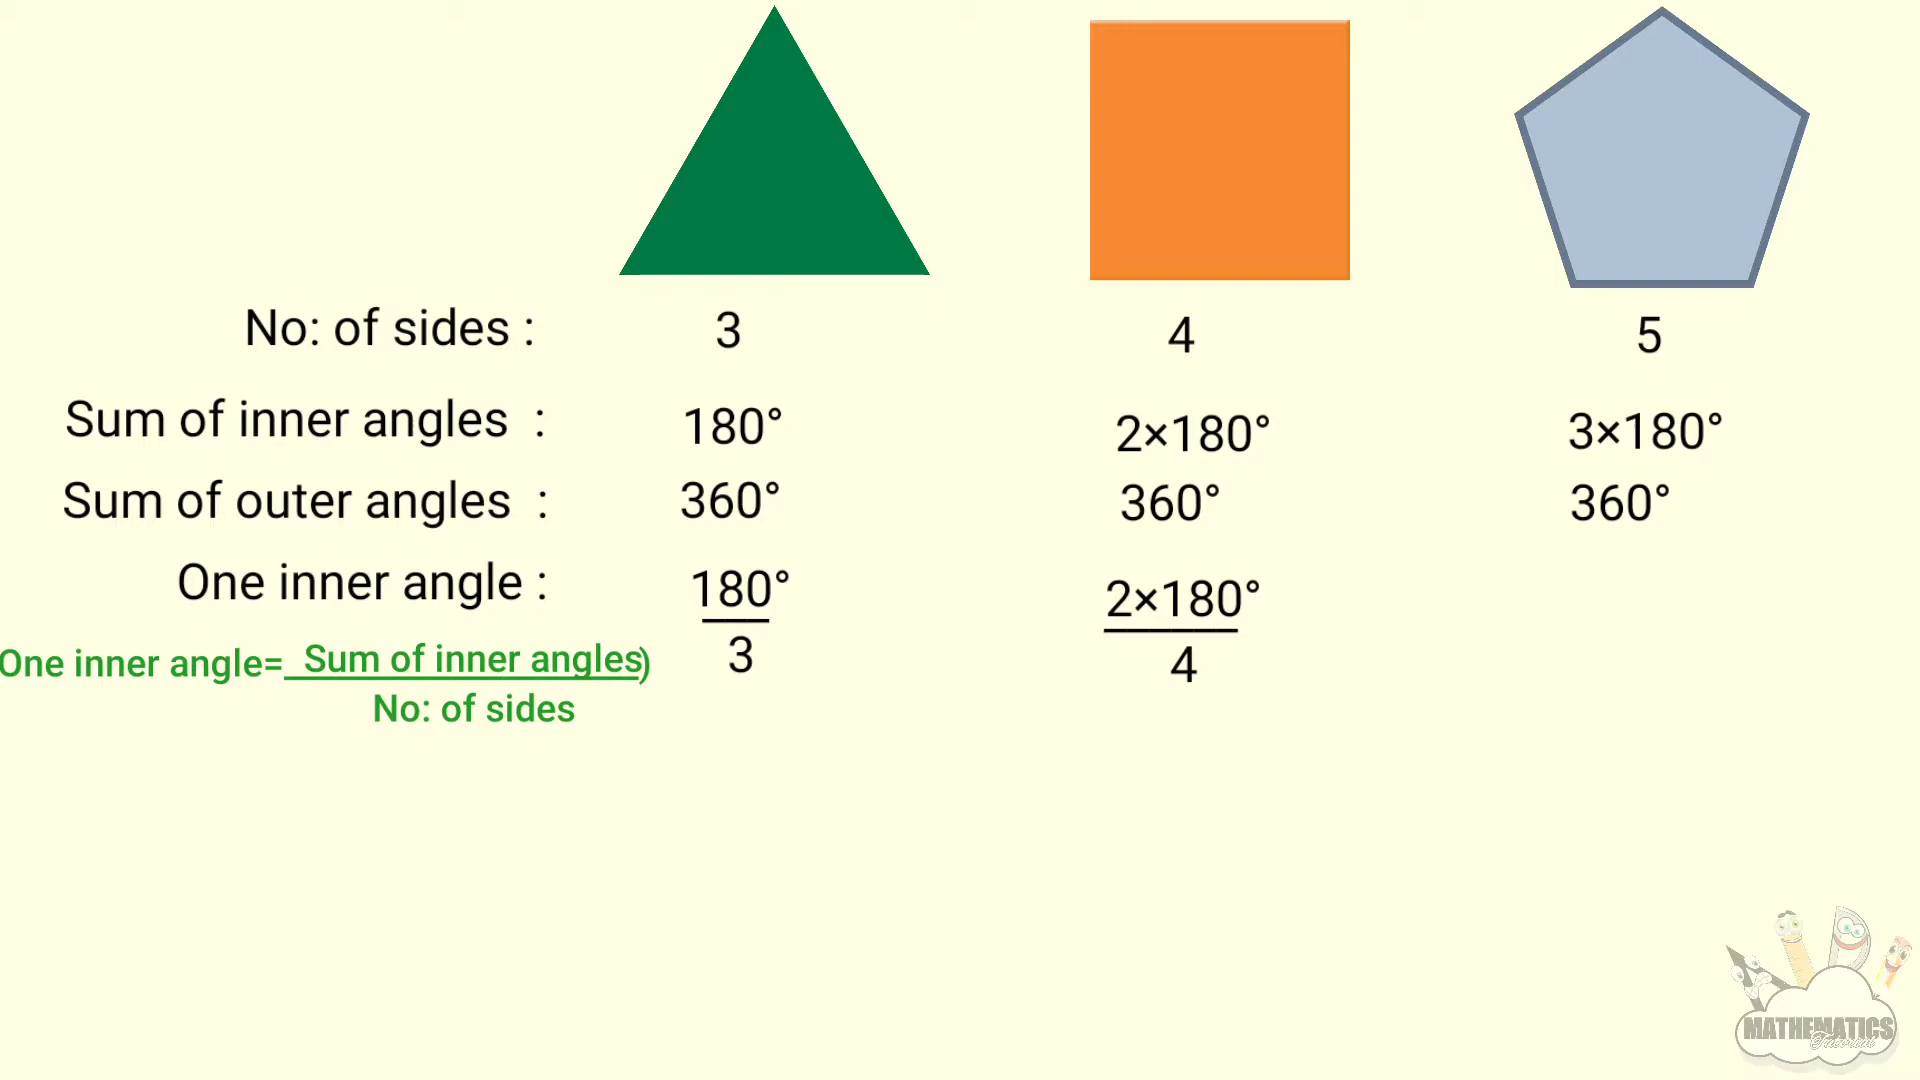 No: of sides : 3 4 5
Sum of inner angles : 180° 2×180° 3×180°
Sum of outer angles : 360° 360° 360°
One inner angle : 180° 2×180°
3 4
One inner angle= Sum of inner angles)
No: of sides
MATHEMATICS
Tutorial